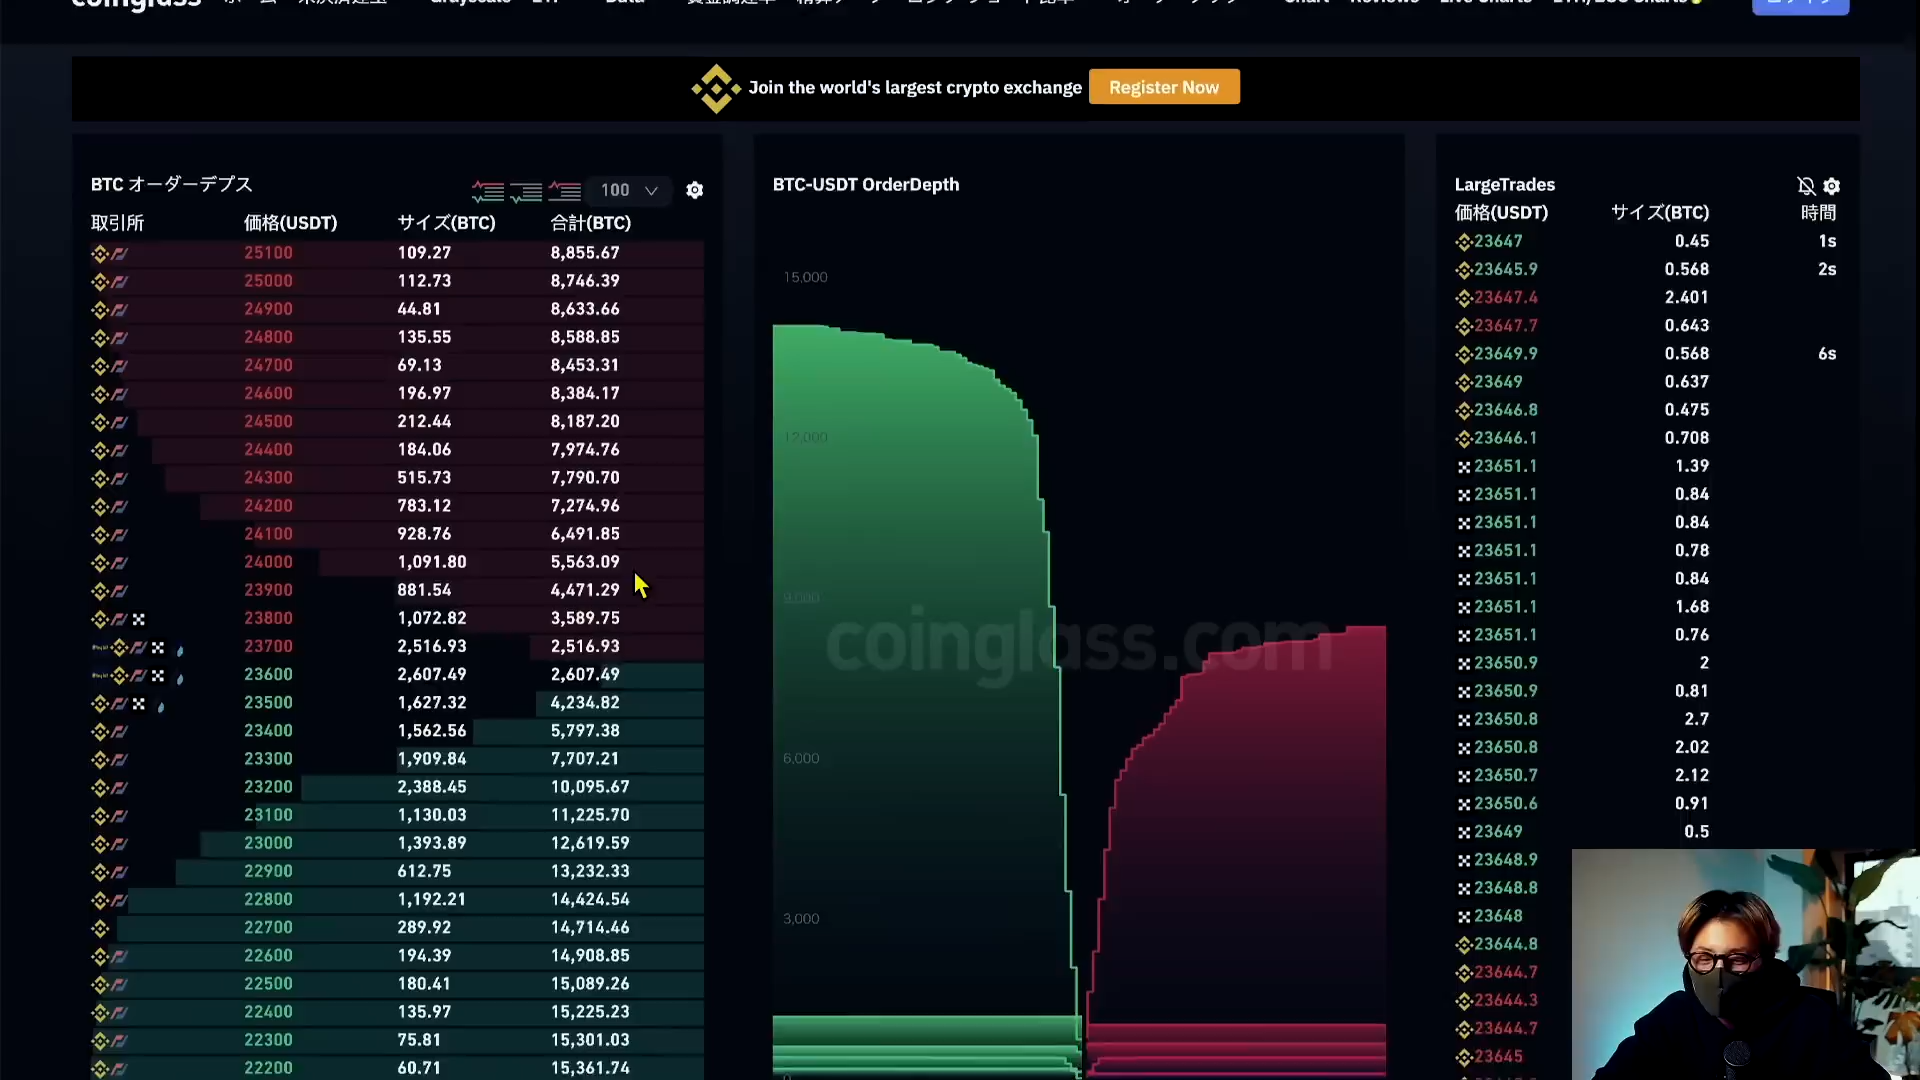 coinglass
Join the world's largest crypto exchange Register Now
BTC オーダーデプス 100
取引所 価格(USDT) サイズ(BTC) 合計(BTC)
25100 109.27 8,855.67
25000 112.73 8,746.39
24900 44.81 8,633.66
24800 135.55 8,588.85
24700 69.13 8,453.31
24600 196.97 8,384.17
24500 212.44 8,187.20
24400 184.06 7,974.76
24300 515.73 7,790.70
24200 783.12 7,274.96
24100 928.76 6,491.85
24000 1,091.80 5,563.09
23900 881.54 4,471.29
23800 1,072.82 3,589.75
23700 2,516.93 2,516.93
23600 2,607.49 2,607.49
23500 1,627.32 4,234.82
23400 1,562.56 5,797.38
23300 1,909.84 7,707.21
23200 2,388.45 10,095.67
23100 1,130.03 11,225.70
23000 1,393.89 12,619.59
22900 612.75 13,232.33
22800 1,192.21 14,424.54
22700 289.92 14,714.46
22600 194.39 14,908.85
22500 180.41 15,089.26
22400 135.97 15,225.23
22300 75.81 15,301.03
22200 60.71 15,361.74
BTC-USDT OrderDepth
15,000
12,000
9,000
coinglass.com
6,000
3,000
LargeTrades
価格(USDT) サイズ(BTC) 時間
23647 0.45 1s
23645.9 0.568 2s
23647.4 2.401
23647.7 0.643
23649.9 0.568 6s
23649 0.637
23646.8 0.475
23646.1 0.708
23651.1 1.39
23651.1 0.84
23651.1 0.84
23651.1 0.78
23651.1 0.84
23651.1 1.68
23651.1 0.76
23650.9 2
23650.9 0.81
23650.8 2.7
23650.8 2.02
23650.7 2.12
23650.6 0.91
23649 0.5
23648.9
23648.8
23648
23644.8
23644.7
23644.3
23644.7
23645